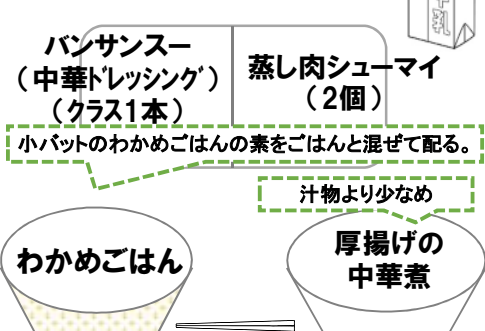 牛乳
バンサンスー
（中華ドレッシング）
（クラス1本）
蒸し肉シューマイ
（2個）
小バットのわかめごはんの素をごはんと混ぜて配る。
汁物より少なめ
わかめごはん
厚揚げの
中華煮